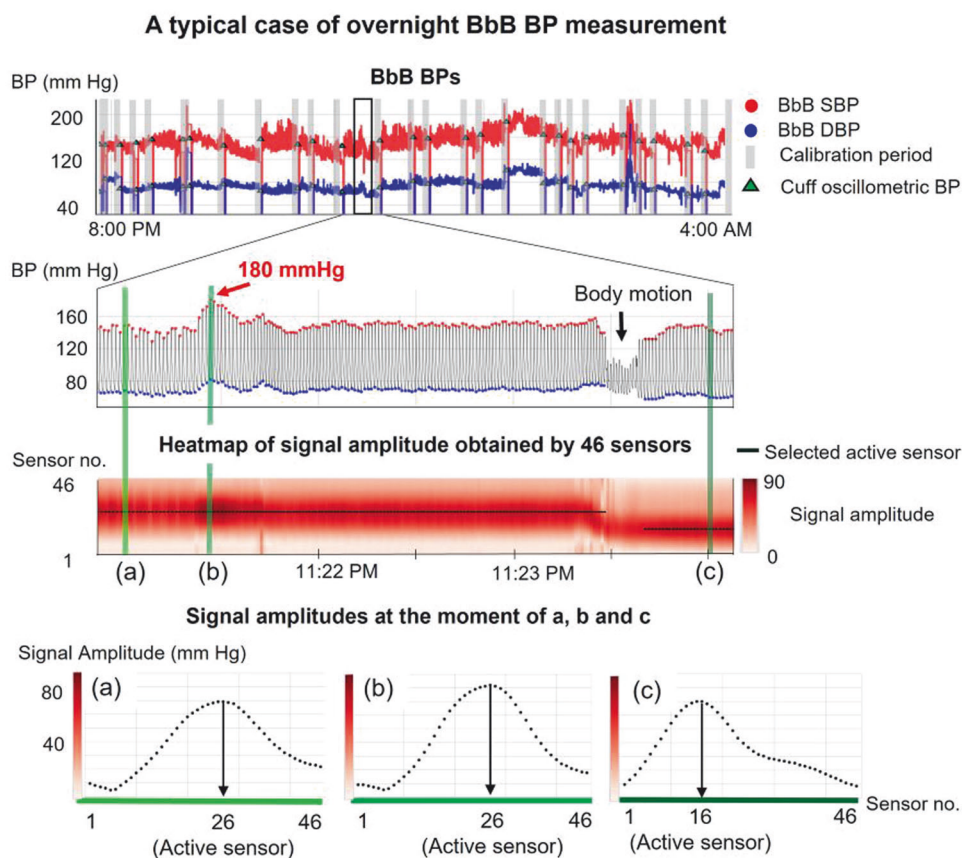 A typical case of overnight BbB BP measurement
BP (mm Hg)
BbB BPs
200
120
40
8:00 PM
4:00 AM
BbB SBP
BbB DBP
Calibration period
Cuff oscillometric BP
BP (mm Hg)
180 mmHg
Body motion
160
120
80
Heatmap of signal amplitude obtained by 46 sensors
Sensor no.
Selected active sensor
46
1
90
0
Signal amplitude
(a)
(b)
11:22 PM
11:23 PM
(c)
Signal amplitudes at the moment of a, b and c
Signal Amplitude (mm Hg)
80
40
(a)
(b)
(c)
1
26
46
1
26
46
1
16
46
Sensor no.
(Active sensor)
(Active sensor)
(Active sensor)